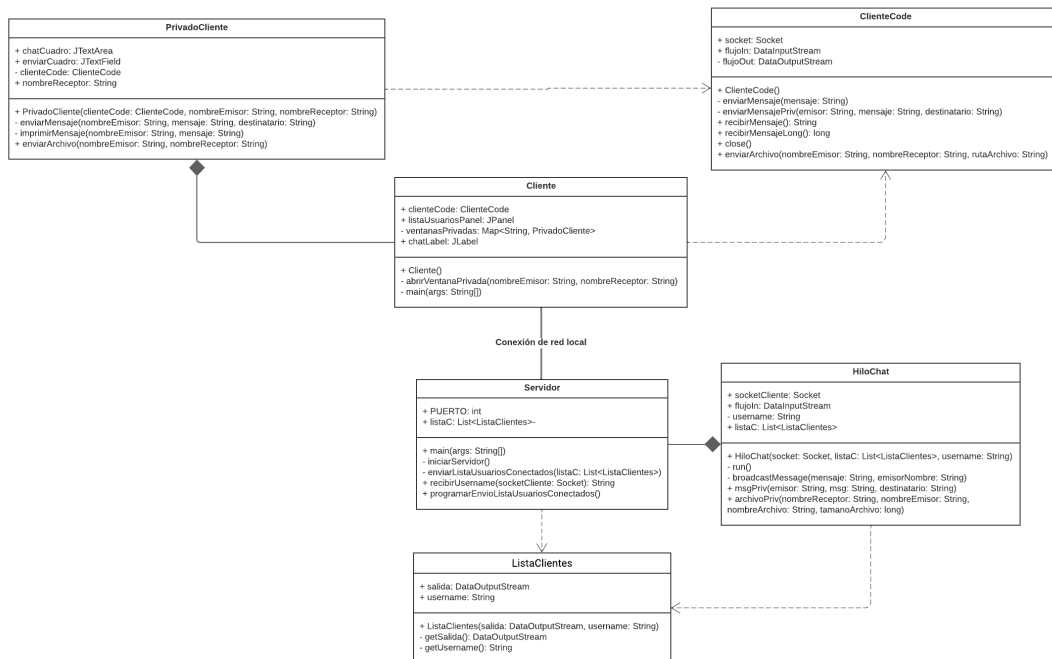 PrivadoCliente
+ chatCuadro: JTextArea
+ enviarCuadro: JTextField
- clienteCode: ClienteCode
+ nombreReceptor: String
+ PrivadoCliente(clienteCode: ClienteCode, nombreEmisor: String, nombreReceptor: String)
- enviarMensaje(nombreEmisor: String, mensaje: String, destinatario: String)
- imprimirMensaje(nombreEmisor: String, mensaje: String)
+ enviarArchivo(nombreEmisor: String, nombreReceptor: String)
ClienteCode
+ socket: Socket
+ flujoIn: DataInputStream
- flujoOut: DataOutputStream
+ ClienteCode()
- enviarMensaje(mensaje: String)
- enviarMensajePriv(emisor: String, mensaje: String, destinatario: String)
+ recibirMensaje(): String
+ recibirMensajeLong(): long
+ close()
+ enviarArchivo(nombreEmisor: String, nombreReceptor: String, rutaArchivo: String)
Cliente
+ clienteCode: ClienteCode
+ listaUsuariosPanel: JPanel
- ventanasPrivadas: Map<String, PrivadoCliente>
+ chatLabel: JLabel
+ Cliente()
- abrirVentanaPrivada(nombreEmisor: String, nombreReceptor: String)
- main(args: String[])
Conexión de red local
Servidor
+ PUERTO: int
+ listaC: List<ListaClientes>-
+ main(args: String[])
- iniciarServidor()
- enviarListaUsuariosConectados(listaC: List<ListaClientes>)
+ recibirUsername(socketCliente: Socket): String
+ programarEnvioListaUsuariosConectados()
HiloChat
+ socketCliente: Socket
+ flujoIn: DataInputStream
- username: String
+ listaC: List<ListaClientes>
+ HiloChat(socket: Socket, listaC: List<ListaClientes>, username: String)
- run()
- broadcastMessage(mensaje: String, emisorNombre: String)
+ msgPriv(emisor: String, msg: String, destinatario: String)
+ archivoPriv(nombreReceptor: String, nombreEmisor: String,
nombreArchivo: String, tamanoArchivo: long)
ListaClientes
+ salida: DataOutputStream
+ username: String
+ ListaClientes(salida: DataOutputStream, username: String)
- getSalida(): DataOutputStream
- getUsername(): String